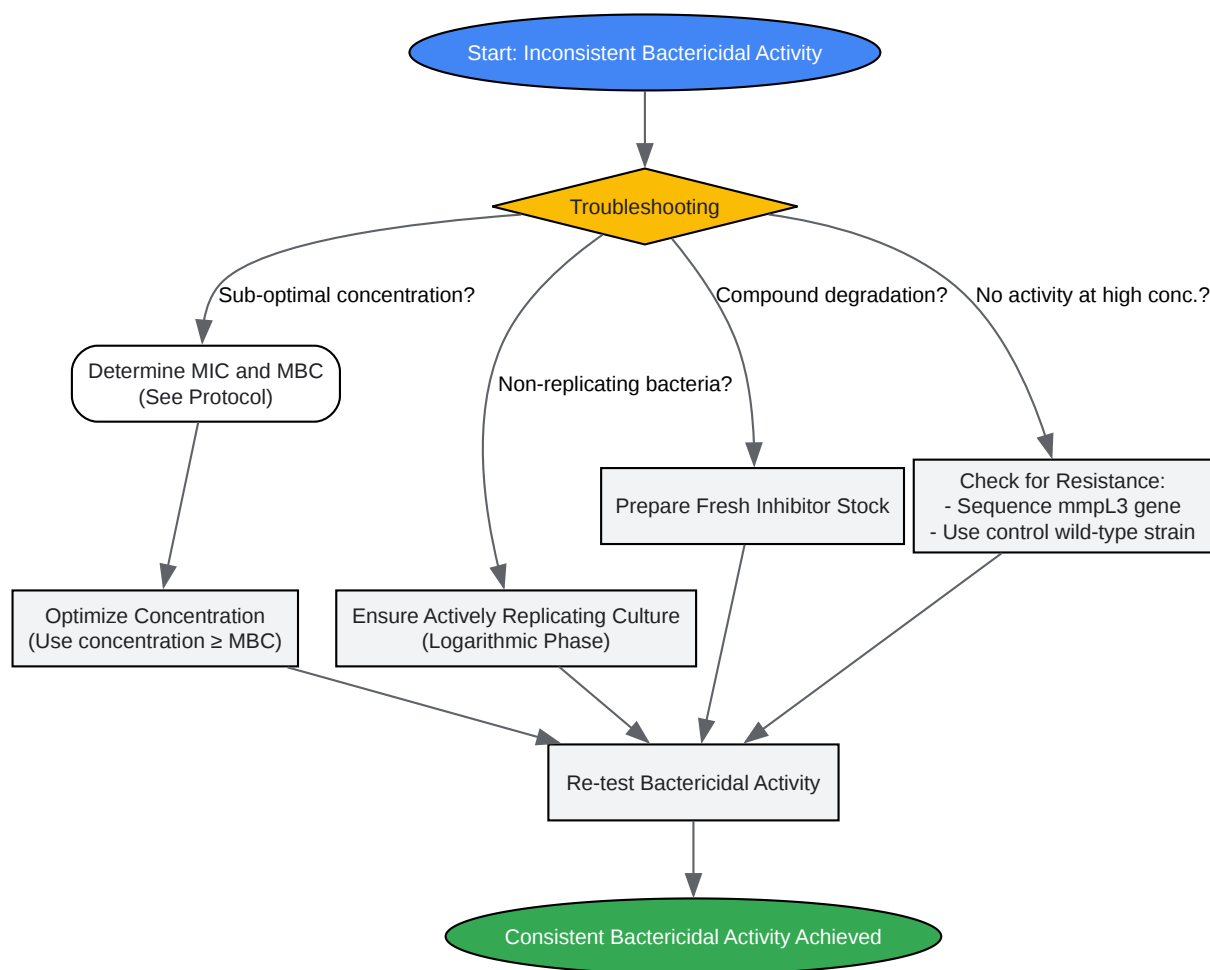 Start: Inconsistent Bactericidal Activity
Troubleshooting
Sub-optimal concentration?
Compound degradation?
No activity at high conc.?
Determine MIC and MBC
(See Protocol)
Non-replicating bacteria?
Prepare Fresh Inhibitor Stock
Check for Resistance:
- Sequence mmpL3 gene
- Use control wild-type strain
Optimize Concentration
(Use concentration ≥ MBC)
Ensure Actively Replicating Culture
(Logarithmic Phase)
Re-test Bactericidal Activity
Consistent Bactericidal Activity Achieved